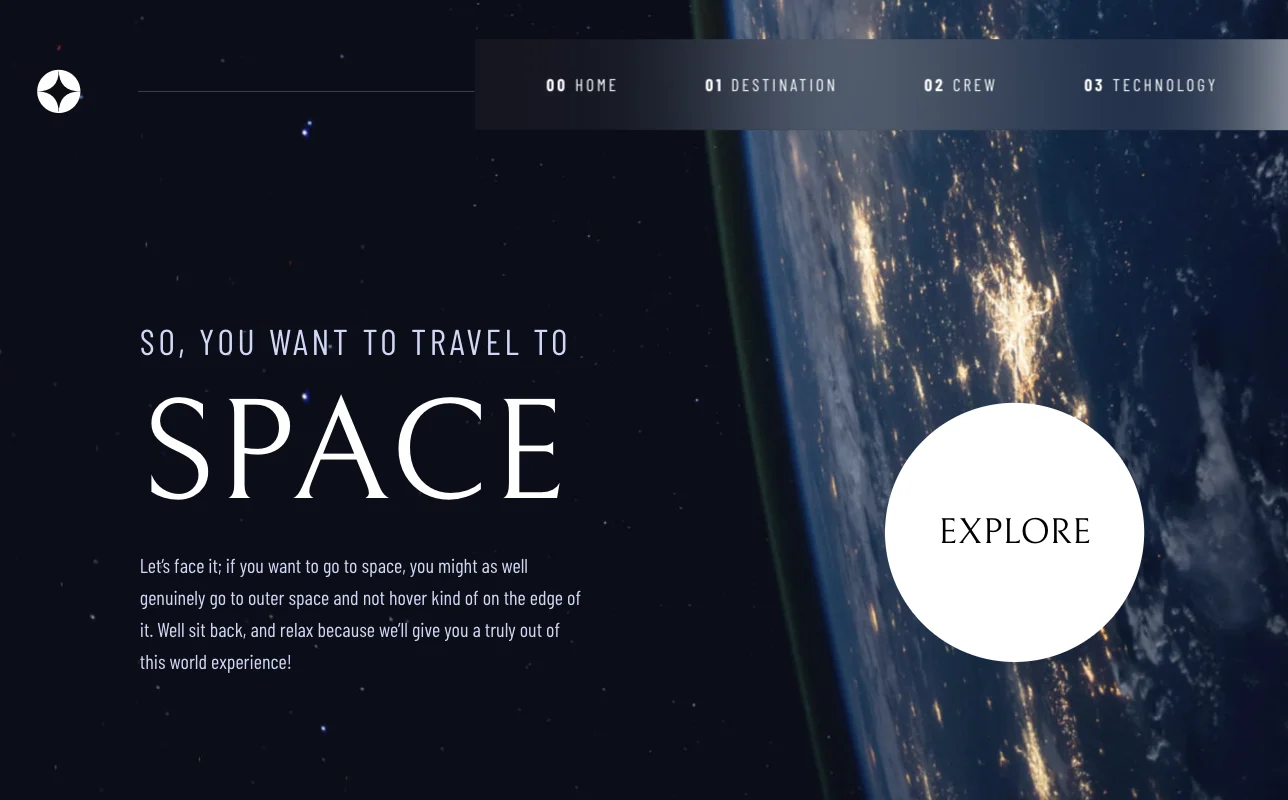 00 HOME
01 DESTINATION
02 CREW
03 TECHNOLOGY
SO, YOU WANT TO TRAVEL TO
SPACE
Let’s face it; if you want to go to space, you might as well
genuinely go to outer space and not hover kind of on the edge of
it. Well sit back, and relax because we’ll give you a truly out of
this world experience!
EXPLORE